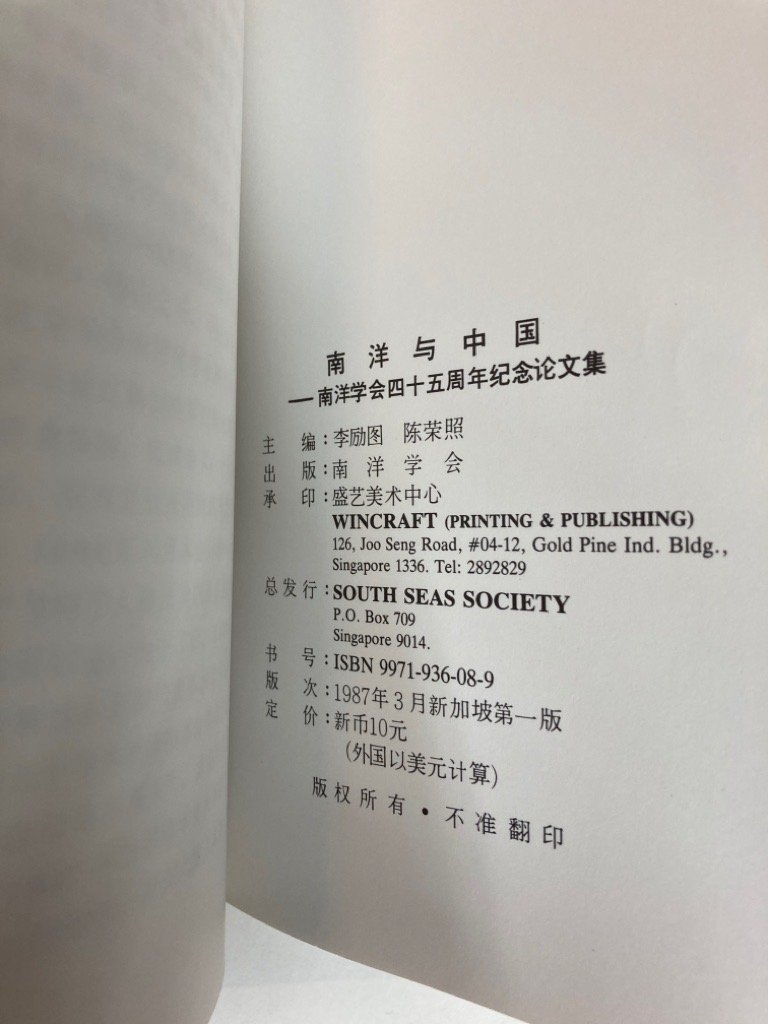 南洋与中国
—南洋学会四十五周年纪念论文集
主编:李励图 陈荣照
出版:南洋学会
承印:盛艺美术中心
WINCRAFT (PRINTING & PUBLISHING)
126, Joo Seng Road, #04-12, Gold Pine Ind. Bldg.,
Singapore 1336. Tel: 2892829
总发行:SOUTH SEAS SOCIETY
P.O. Box 709
Singapore 9014.
书号:ISBN 9971-936-08-9
版次:1987年3月新加坡第一版
定价:新币10元
(外国以美元计算)
版权所有·不准翻印